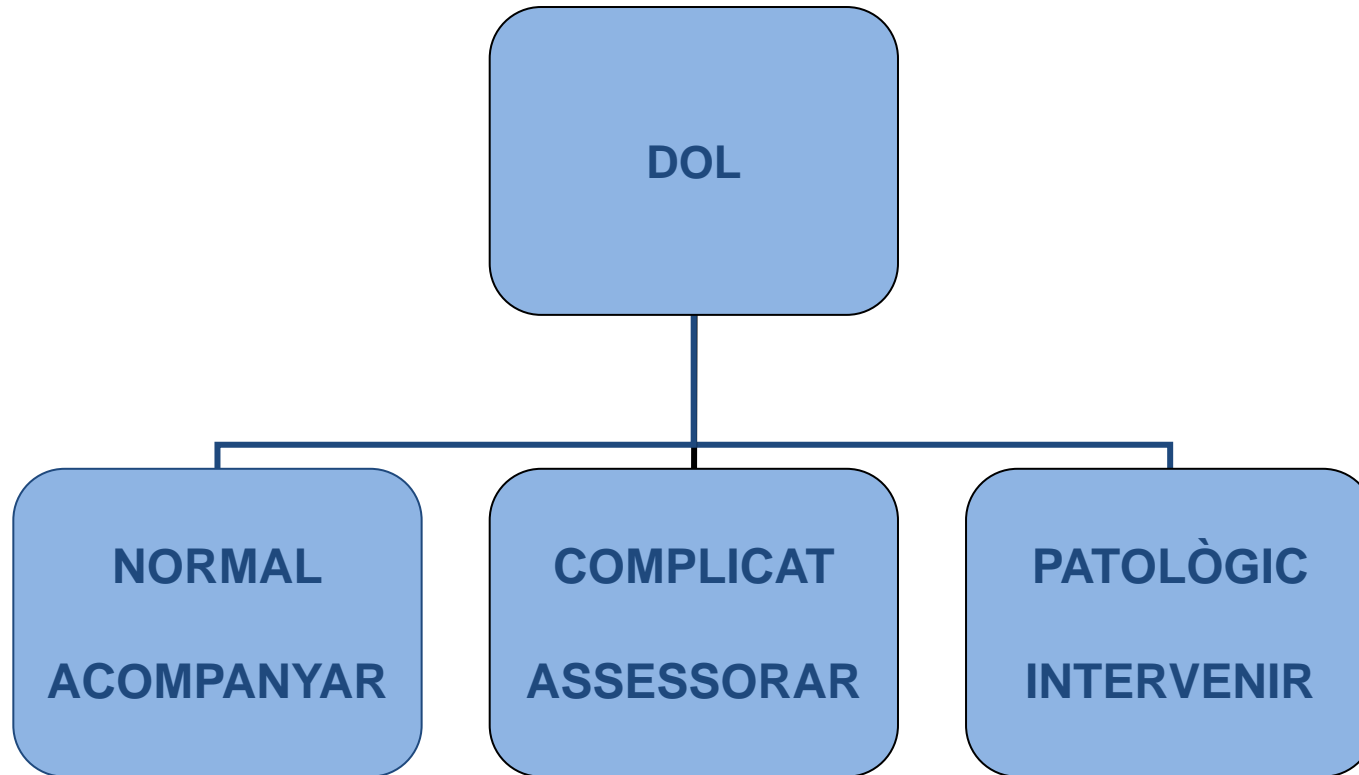 DOL
NORMAL
ACOMPANYAR
COMPLICAT
ASSESSORAR
PATOLÒGIC
INTERVENIR